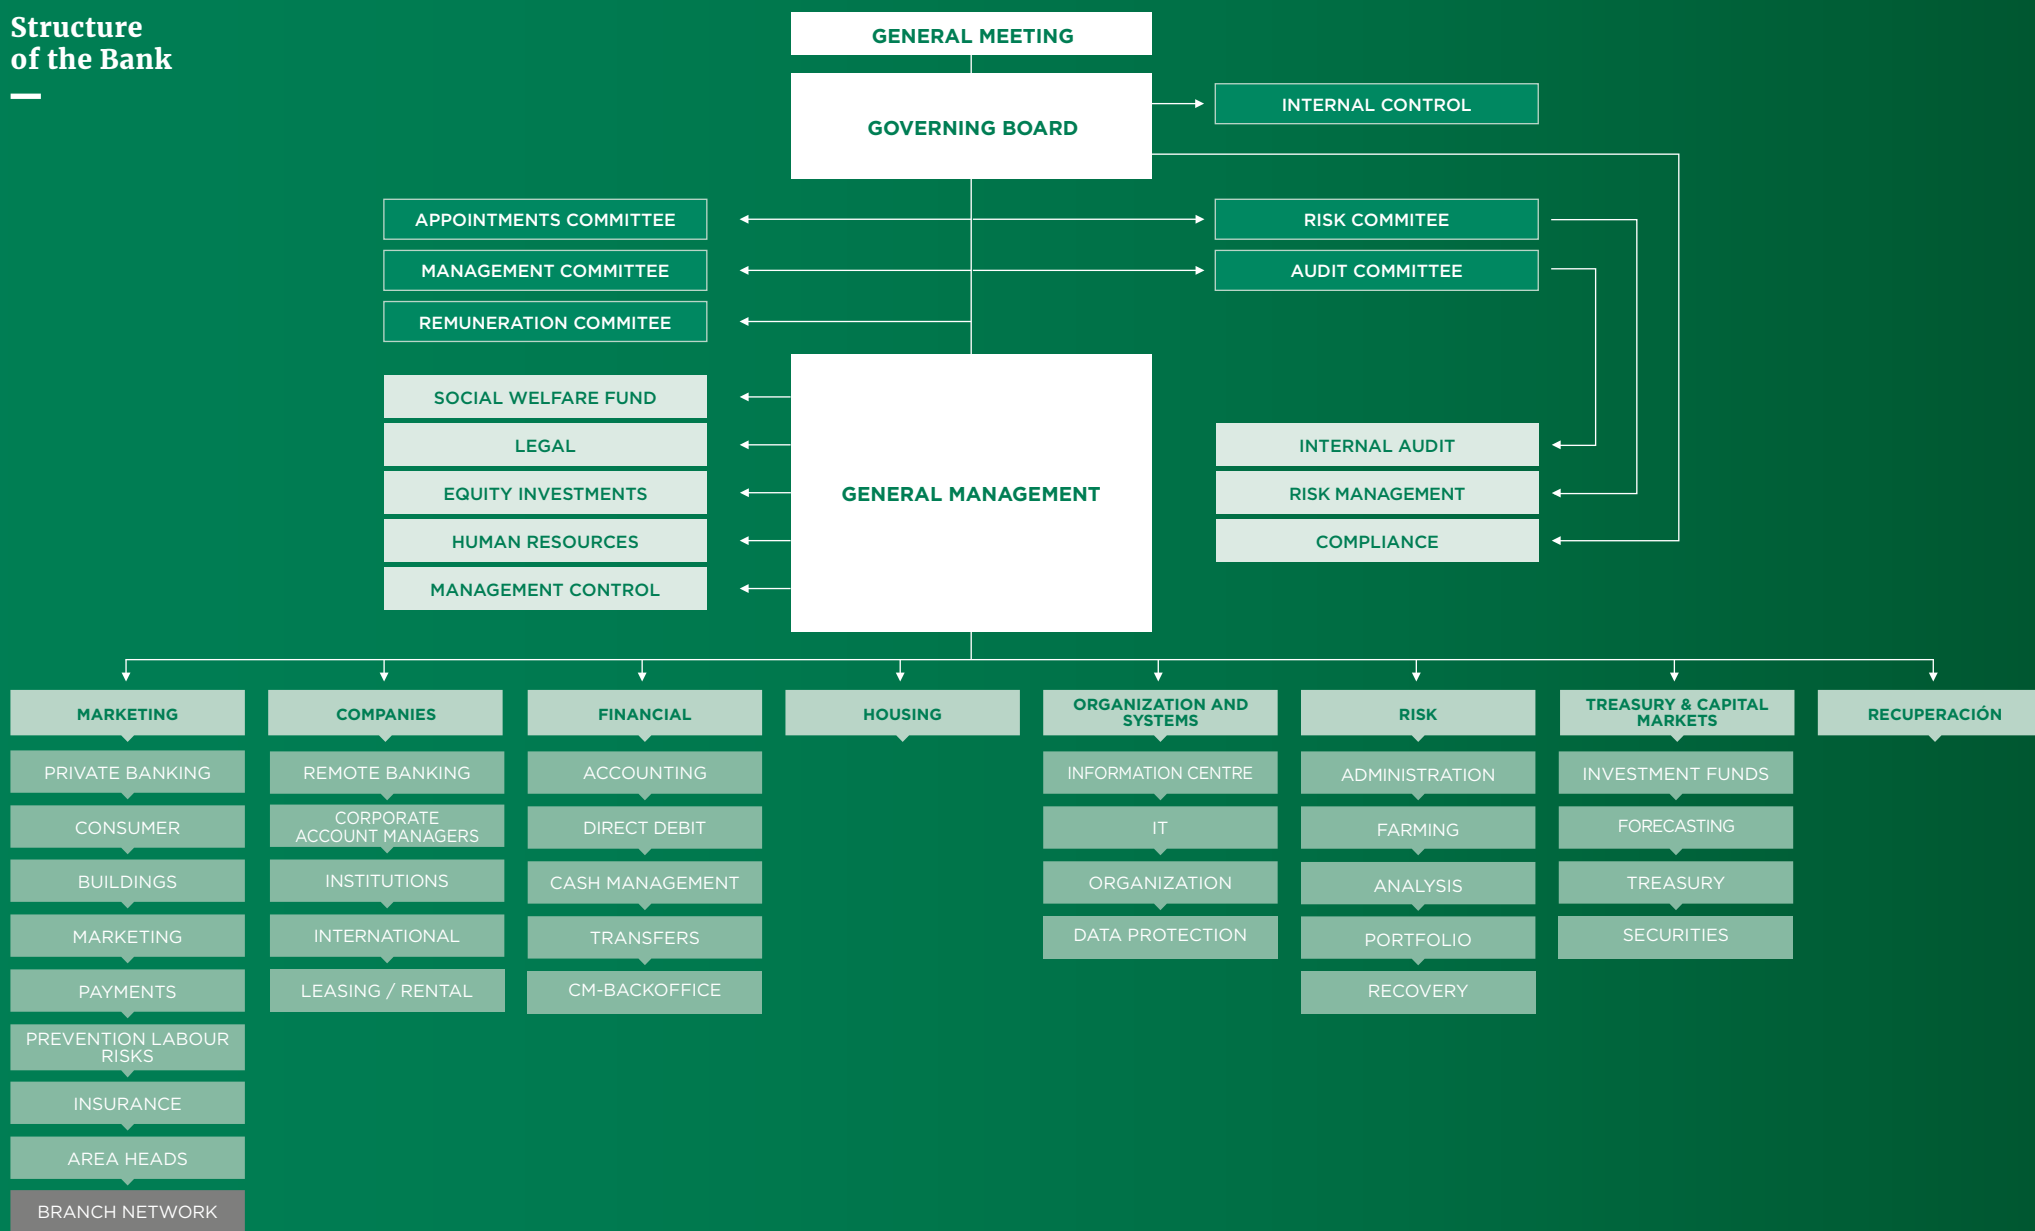 Structure
of the Bank
GENERAL MEETING
GOVERNING BOARD
INTERNAL CONTROL
APPOINTMENTS COMMITTEE
RISK COMMITEE
MANAGEMENT COMMITTEE
AUDIT COMMITTEE
REMUNERATION COMMITEE
SOCIAL WELFARE FUND
LEGAL
EQUITY INVESTMENTS
HUMAN RESOURCES
MANAGEMENT CONTROL
GENERAL MANAGEMENT
INTERNAL AUDIT
RISK MANAGEMENT
COMPLIANCE
MARKETING
PRIVATE BANKING
CONSUMER
BUILDINGS
MARKETING
PAYMENTS
PREVENTION LABOUR
RISKS
INSURANCE
AREA HEADS
BRANCH NETWORK
COMPANIES
REMOTE BANKING
CORPORATE
ACCOUNT MANAGERS
INSTITUTIONS
INTERNATIONAL
LEASING / RENTAL
FINANCIAL
ACCOUNTING
DIRECT DEBIT
CASH MANAGEMENT
TRANSFERS
CM-BACKOFFICE
HOUSING
ORGANIZATION AND
SYSTEMS
INFORMATION CENTRE
IT
ORGANIZATION
DATA PROTECTION
RISK
ADMINISTRATION
FARMING
ANALYSIS
PORTFOLIO
RECOVERY
TREASURY & CAPITAL
MARKETS
INVESTMENT FUNDS
FORECASTING
TREASURY
SECURITIES
RECUPERACIÓN